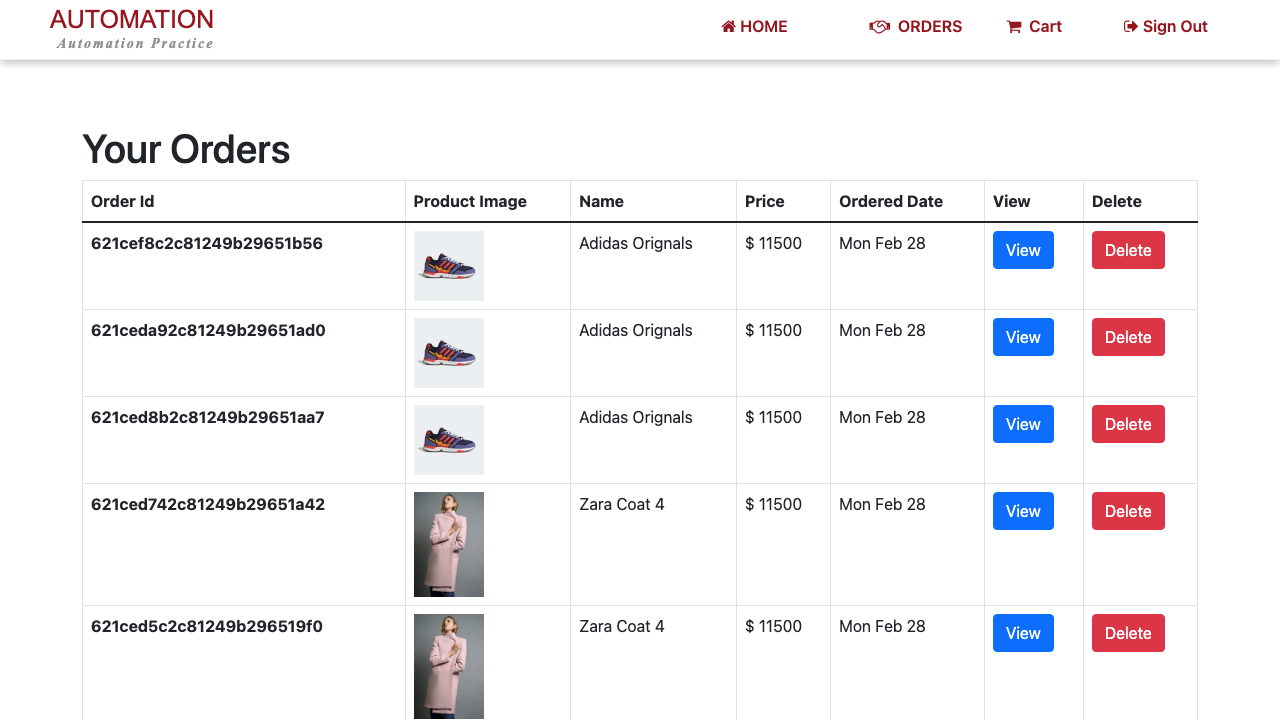 AUTOMATION
Automation Practice
HOME ORDERS Cart Sign Out
Your Orders
Order Id Product Image Name Price Ordered Date View Delete
621cef8c2c81249b29651b56 Adidas Orignals $ 11500 Mon Feb 28 View Delete
621ceda92c81249b29651ad0 Adidas Orignals $ 11500 Mon Feb 28 View Delete
621ced8b2c81249b29651aa7 Adidas Orignals $ 11500 Mon Feb 28 View Delete
621ced742c81249b29651a42 Zara Coat 4 $ 11500 Mon Feb 28 View Delete
621ced5c2c81249b296519f0 Zara Coat 4 $ 11500 Mon Feb 28 View Delete